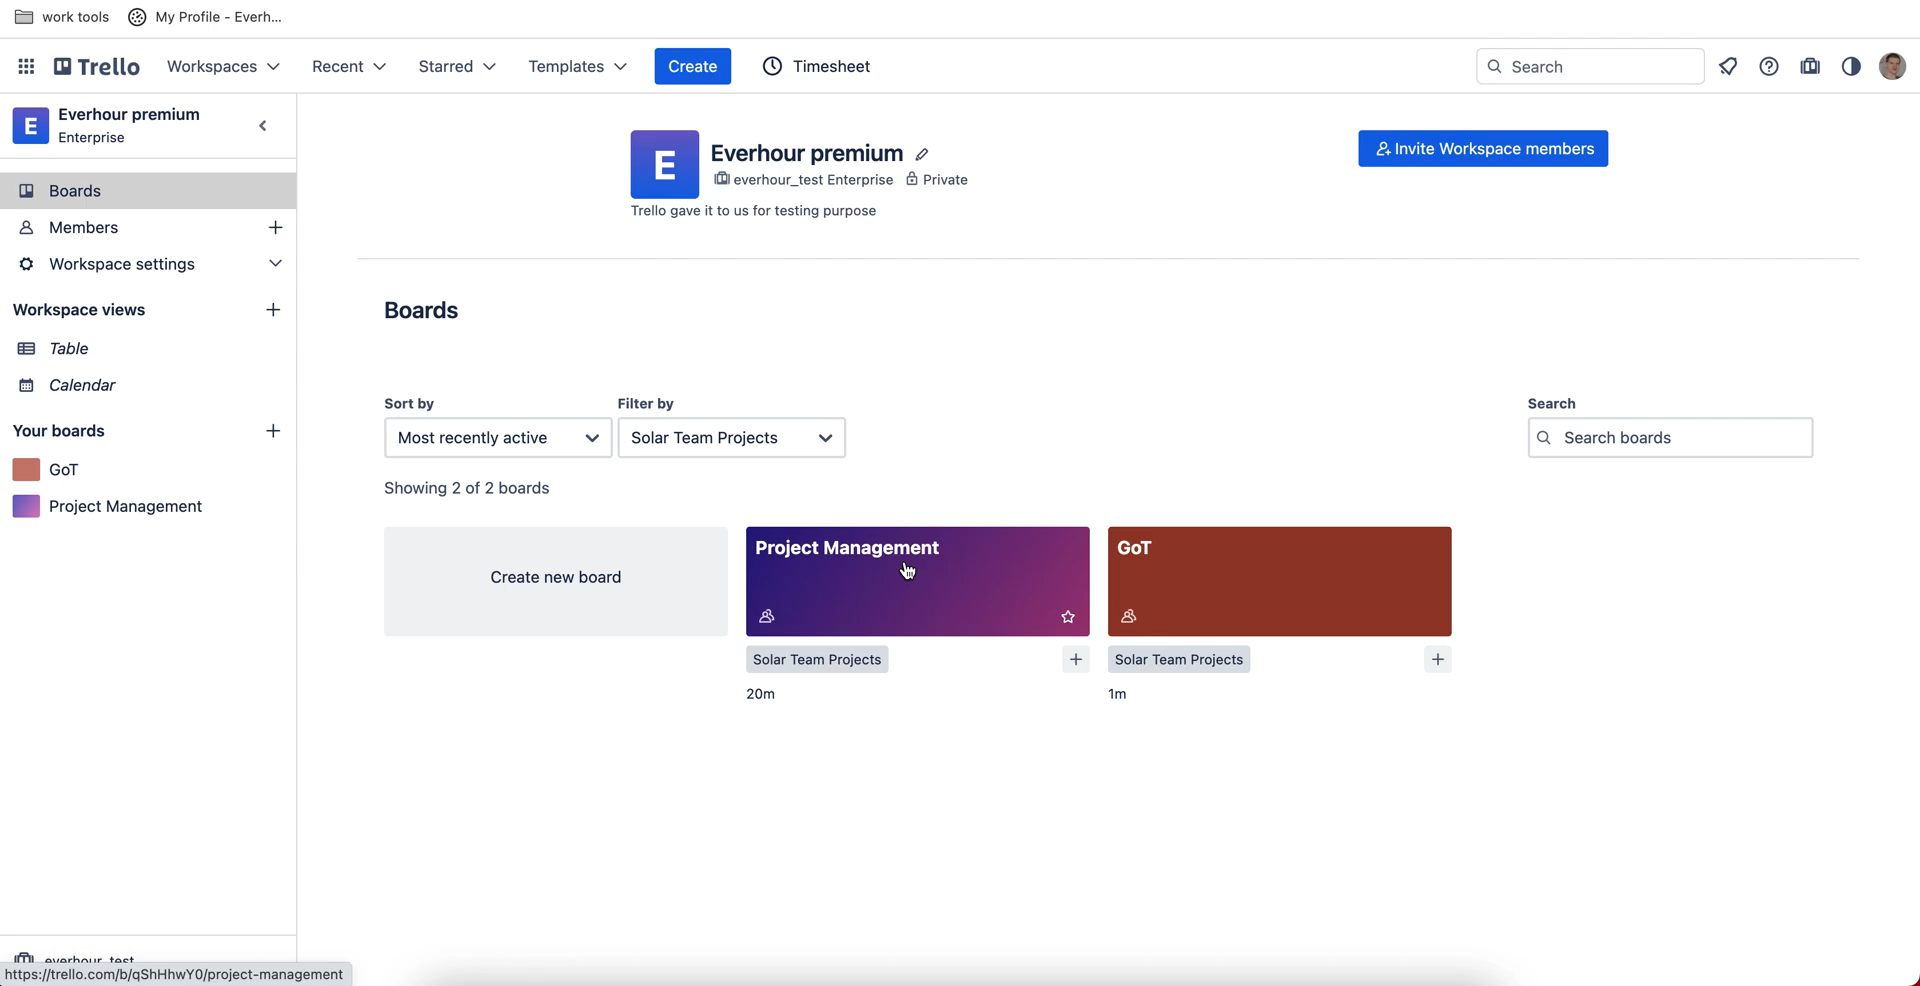 work tools My Profile - Everh...
Trello Workspaces Recent Starred Templates Create Timesheet Search
E Everhour premium
Enterprise
Boards
Members
Workspace settings
Workspace views
Table
Calendar
Your boards
GoT
Project Management
everhour_test
https://trello.com/b/qShHhwY0/project-management
E Everhour premium
everhour_test Enterprise Private
Trello gave it to us for testing purpose
Invite Workspace members
Boards
Sort by Filter by Search
Most recently active Solar Team Projects Search boards
Showing 2 of 2 boards
Create new board
Project Management
Solar Team Projects
20m
GoT
Solar Team Projects
1m